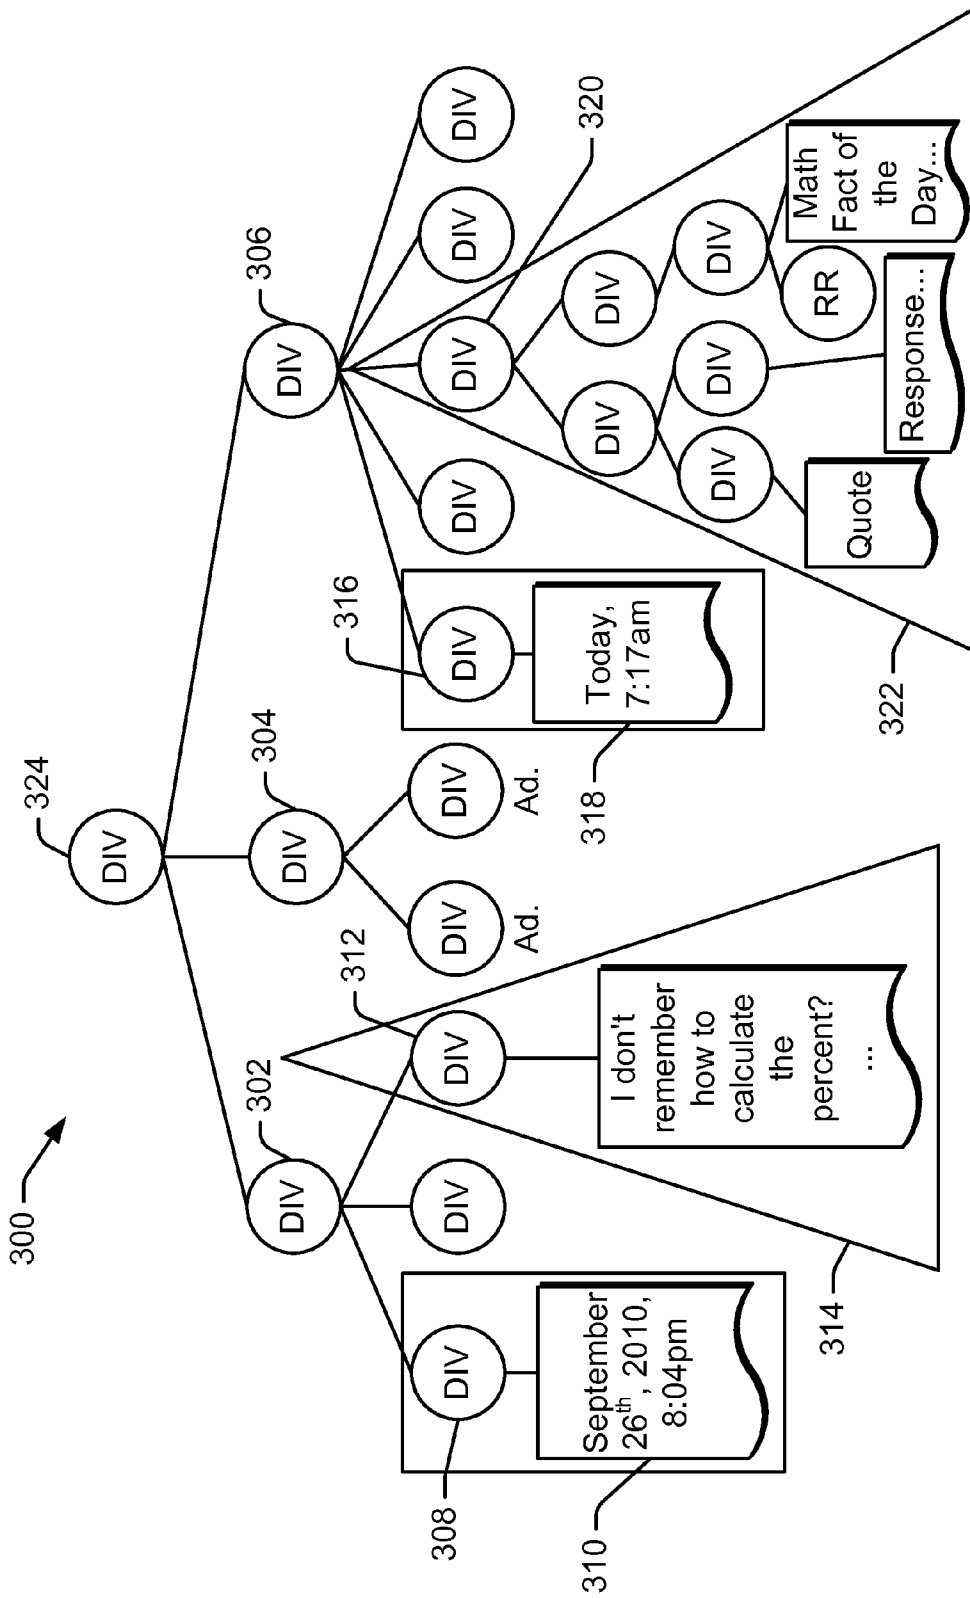 300
324
DIV
302
DIV
304
DIV
306
DIV
308
DIV
DIV
312
DIV
DIV
DIV
316
DIV
DIV
DIV
DIV
DIV
320
Ad.
Ad.
310
September
26th, 2010,
8:04pm
314
I don't
remember
how to
calculate
the
percent?
...
318
Today,
7:17am
322
DIV
DIV
DIV
DIV
DIV
Quote
Response...
RR
Math
Fact of
the
Day...